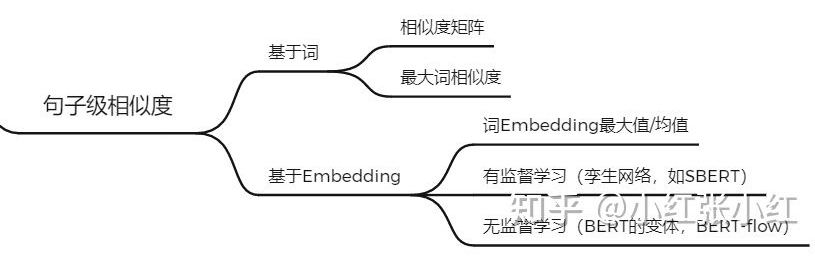 句子级相似度
基于词
相似度矩阵
最大词相似度
基于Embedding
词Embedding最大值/均值
有监督学习（孪生网络，如SBERT）
无监督学习（BERT的变体，BERT-flow）
知乎 @小红张小红